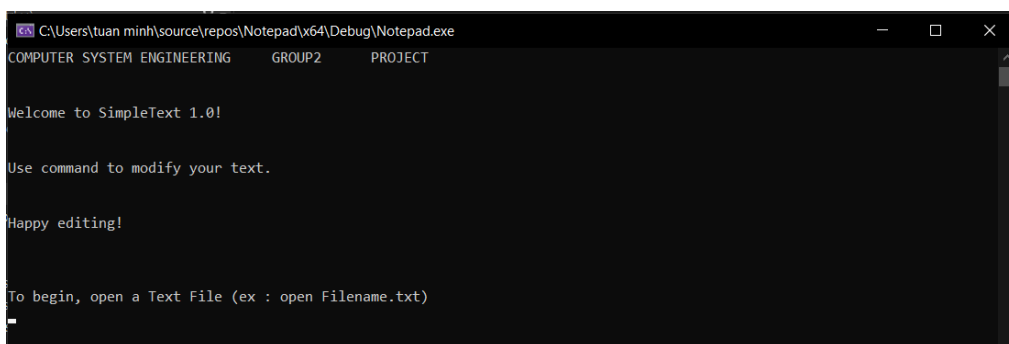 C:\Users\tuan minh\source\repos\Notepad\x64\Debug\Notepad.exe
COMPUTER SYSTEM ENGINEERING GROUP2 PROJECT
Welcome to SimpleText 1.0!
Use command to modify your text.
Happy editing!
To begin, open a Text File (ex : open Filename.txt)